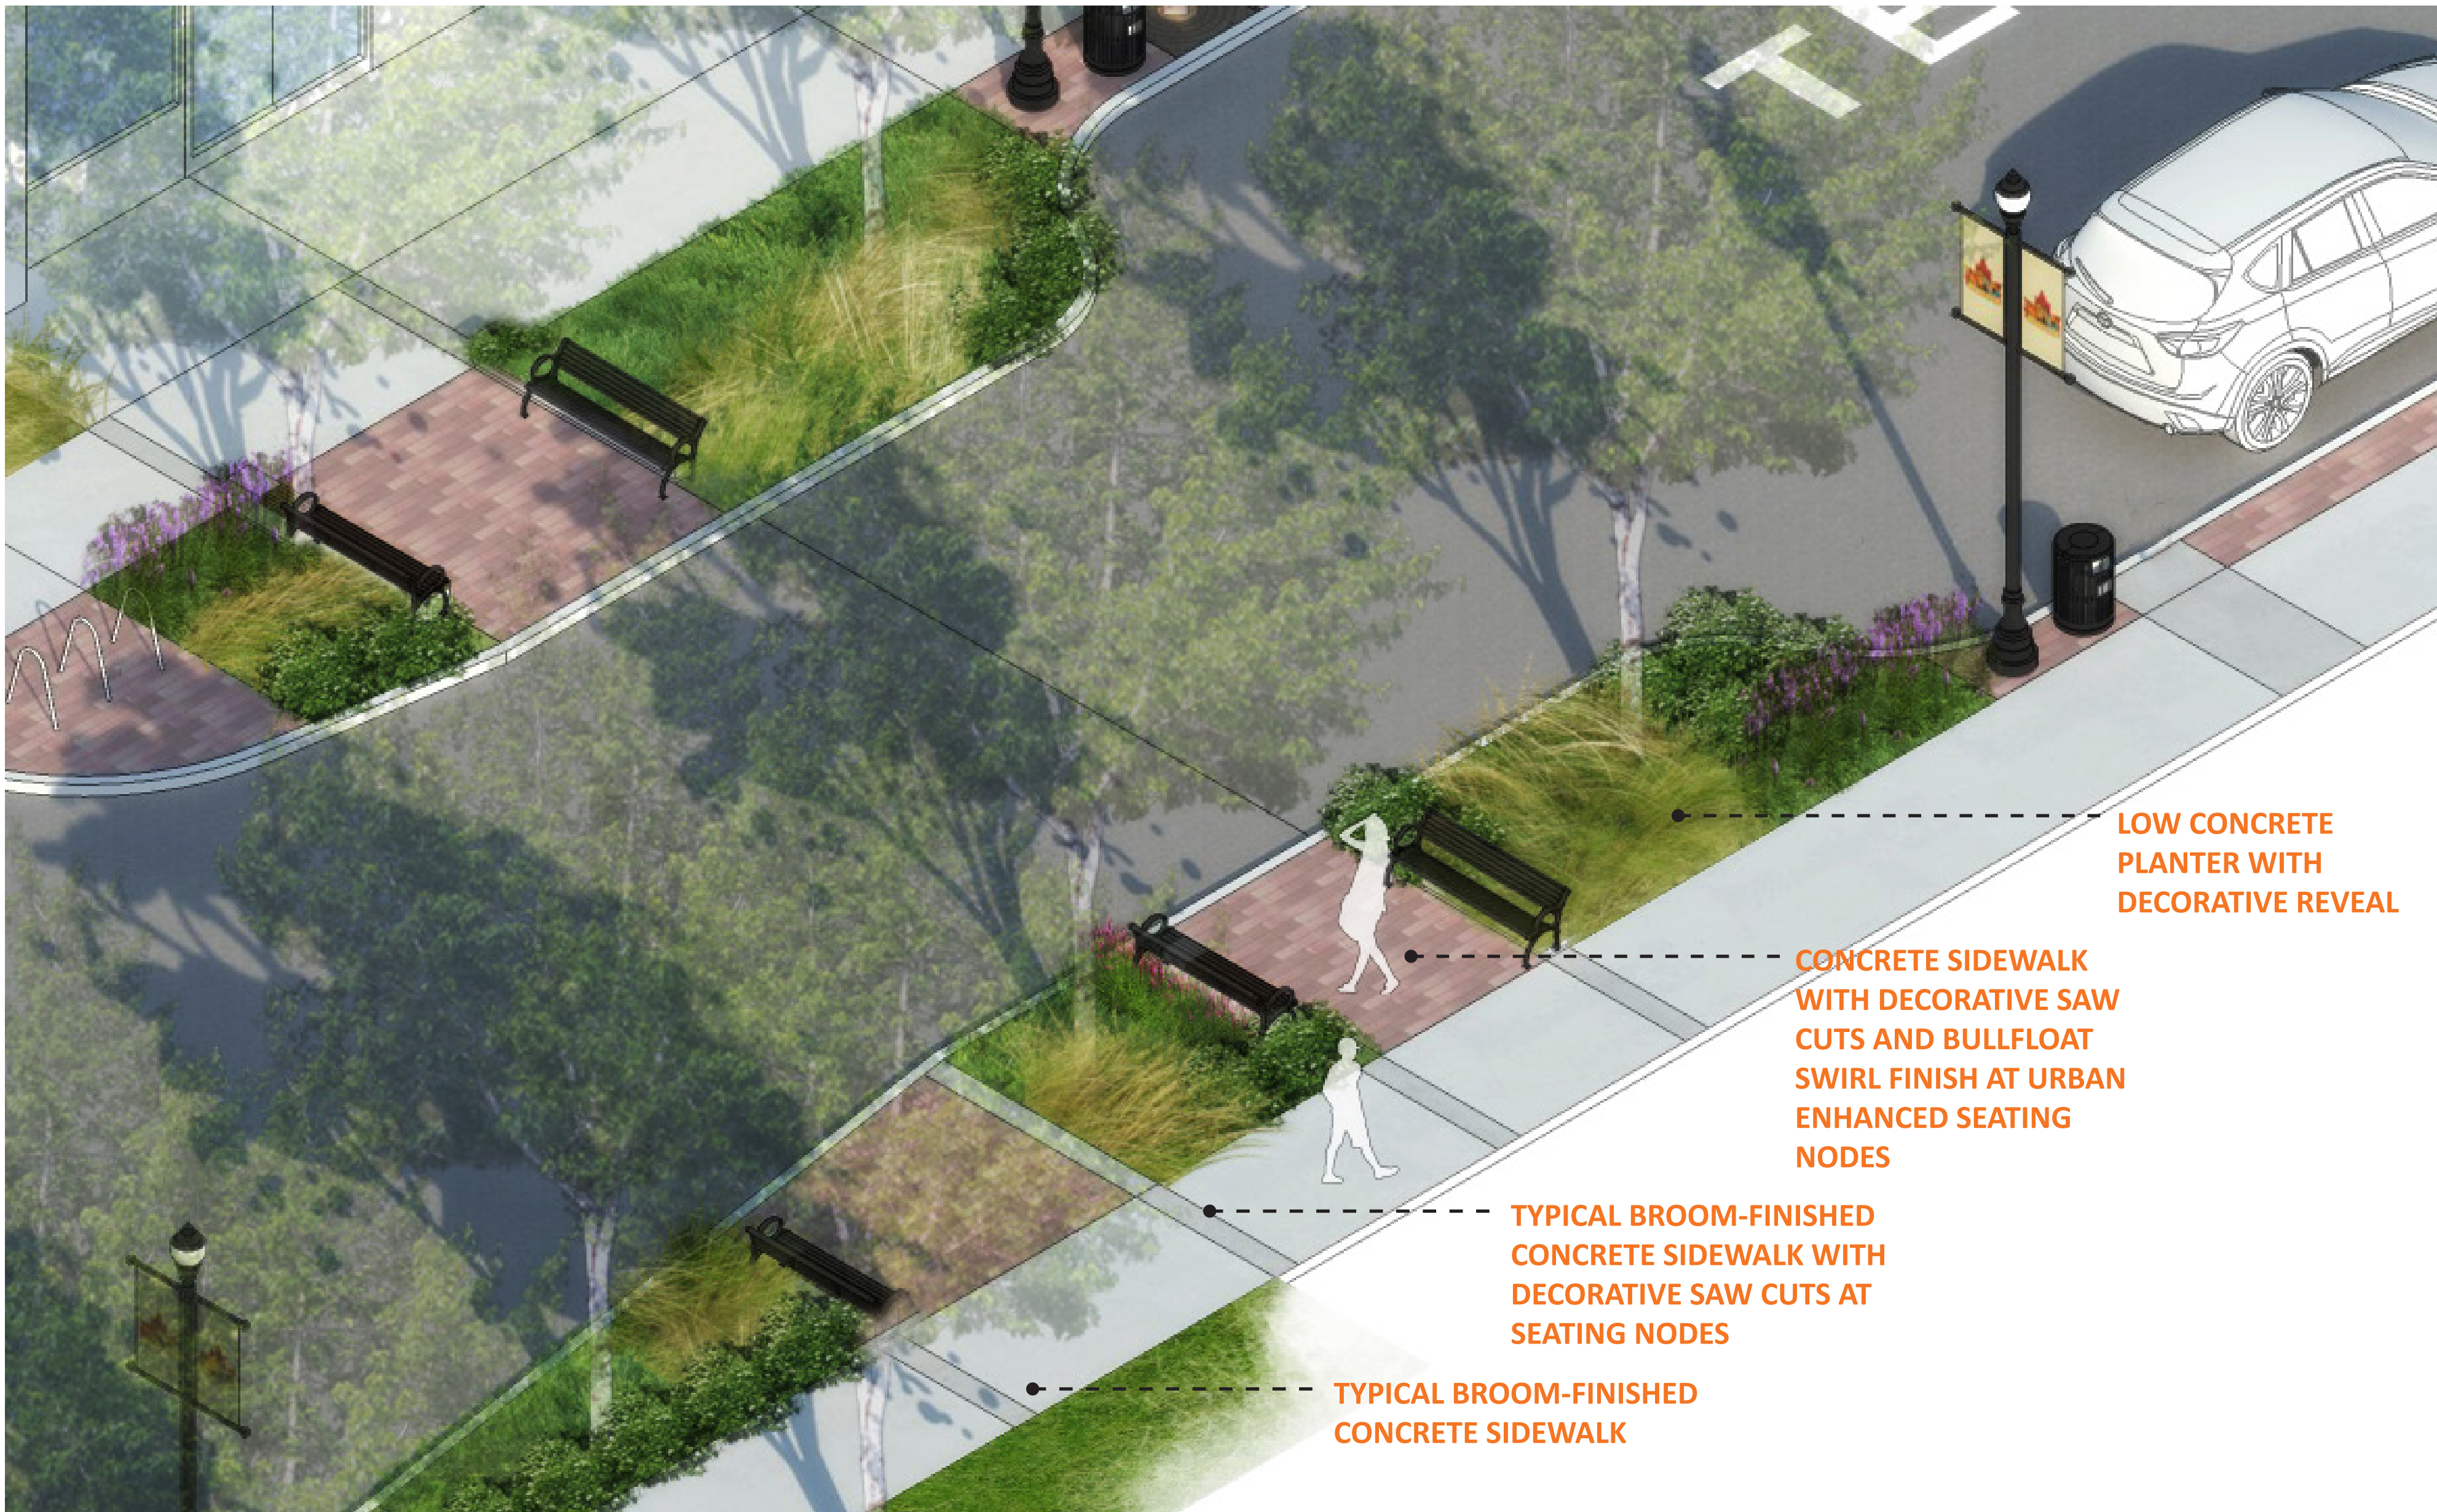 TE
LOW CONCRETE
PLANTER WITH
DECORATIVE REVEAL
CONCRETE SIDEWALK
WITH DECORATIVE SAW
CUTS AND BULLFLOAT
SWIRL FINISH AT URBAN
ENHANCED SEATING
NODES
TYPICAL BROOM-FINISHED
CONCRETE SIDEWALK WITH
DECORATIVE SAW CUTS AT
SEATING NODES
TYPICAL BROOM-FINISHED
CONCRETE SIDEWALK